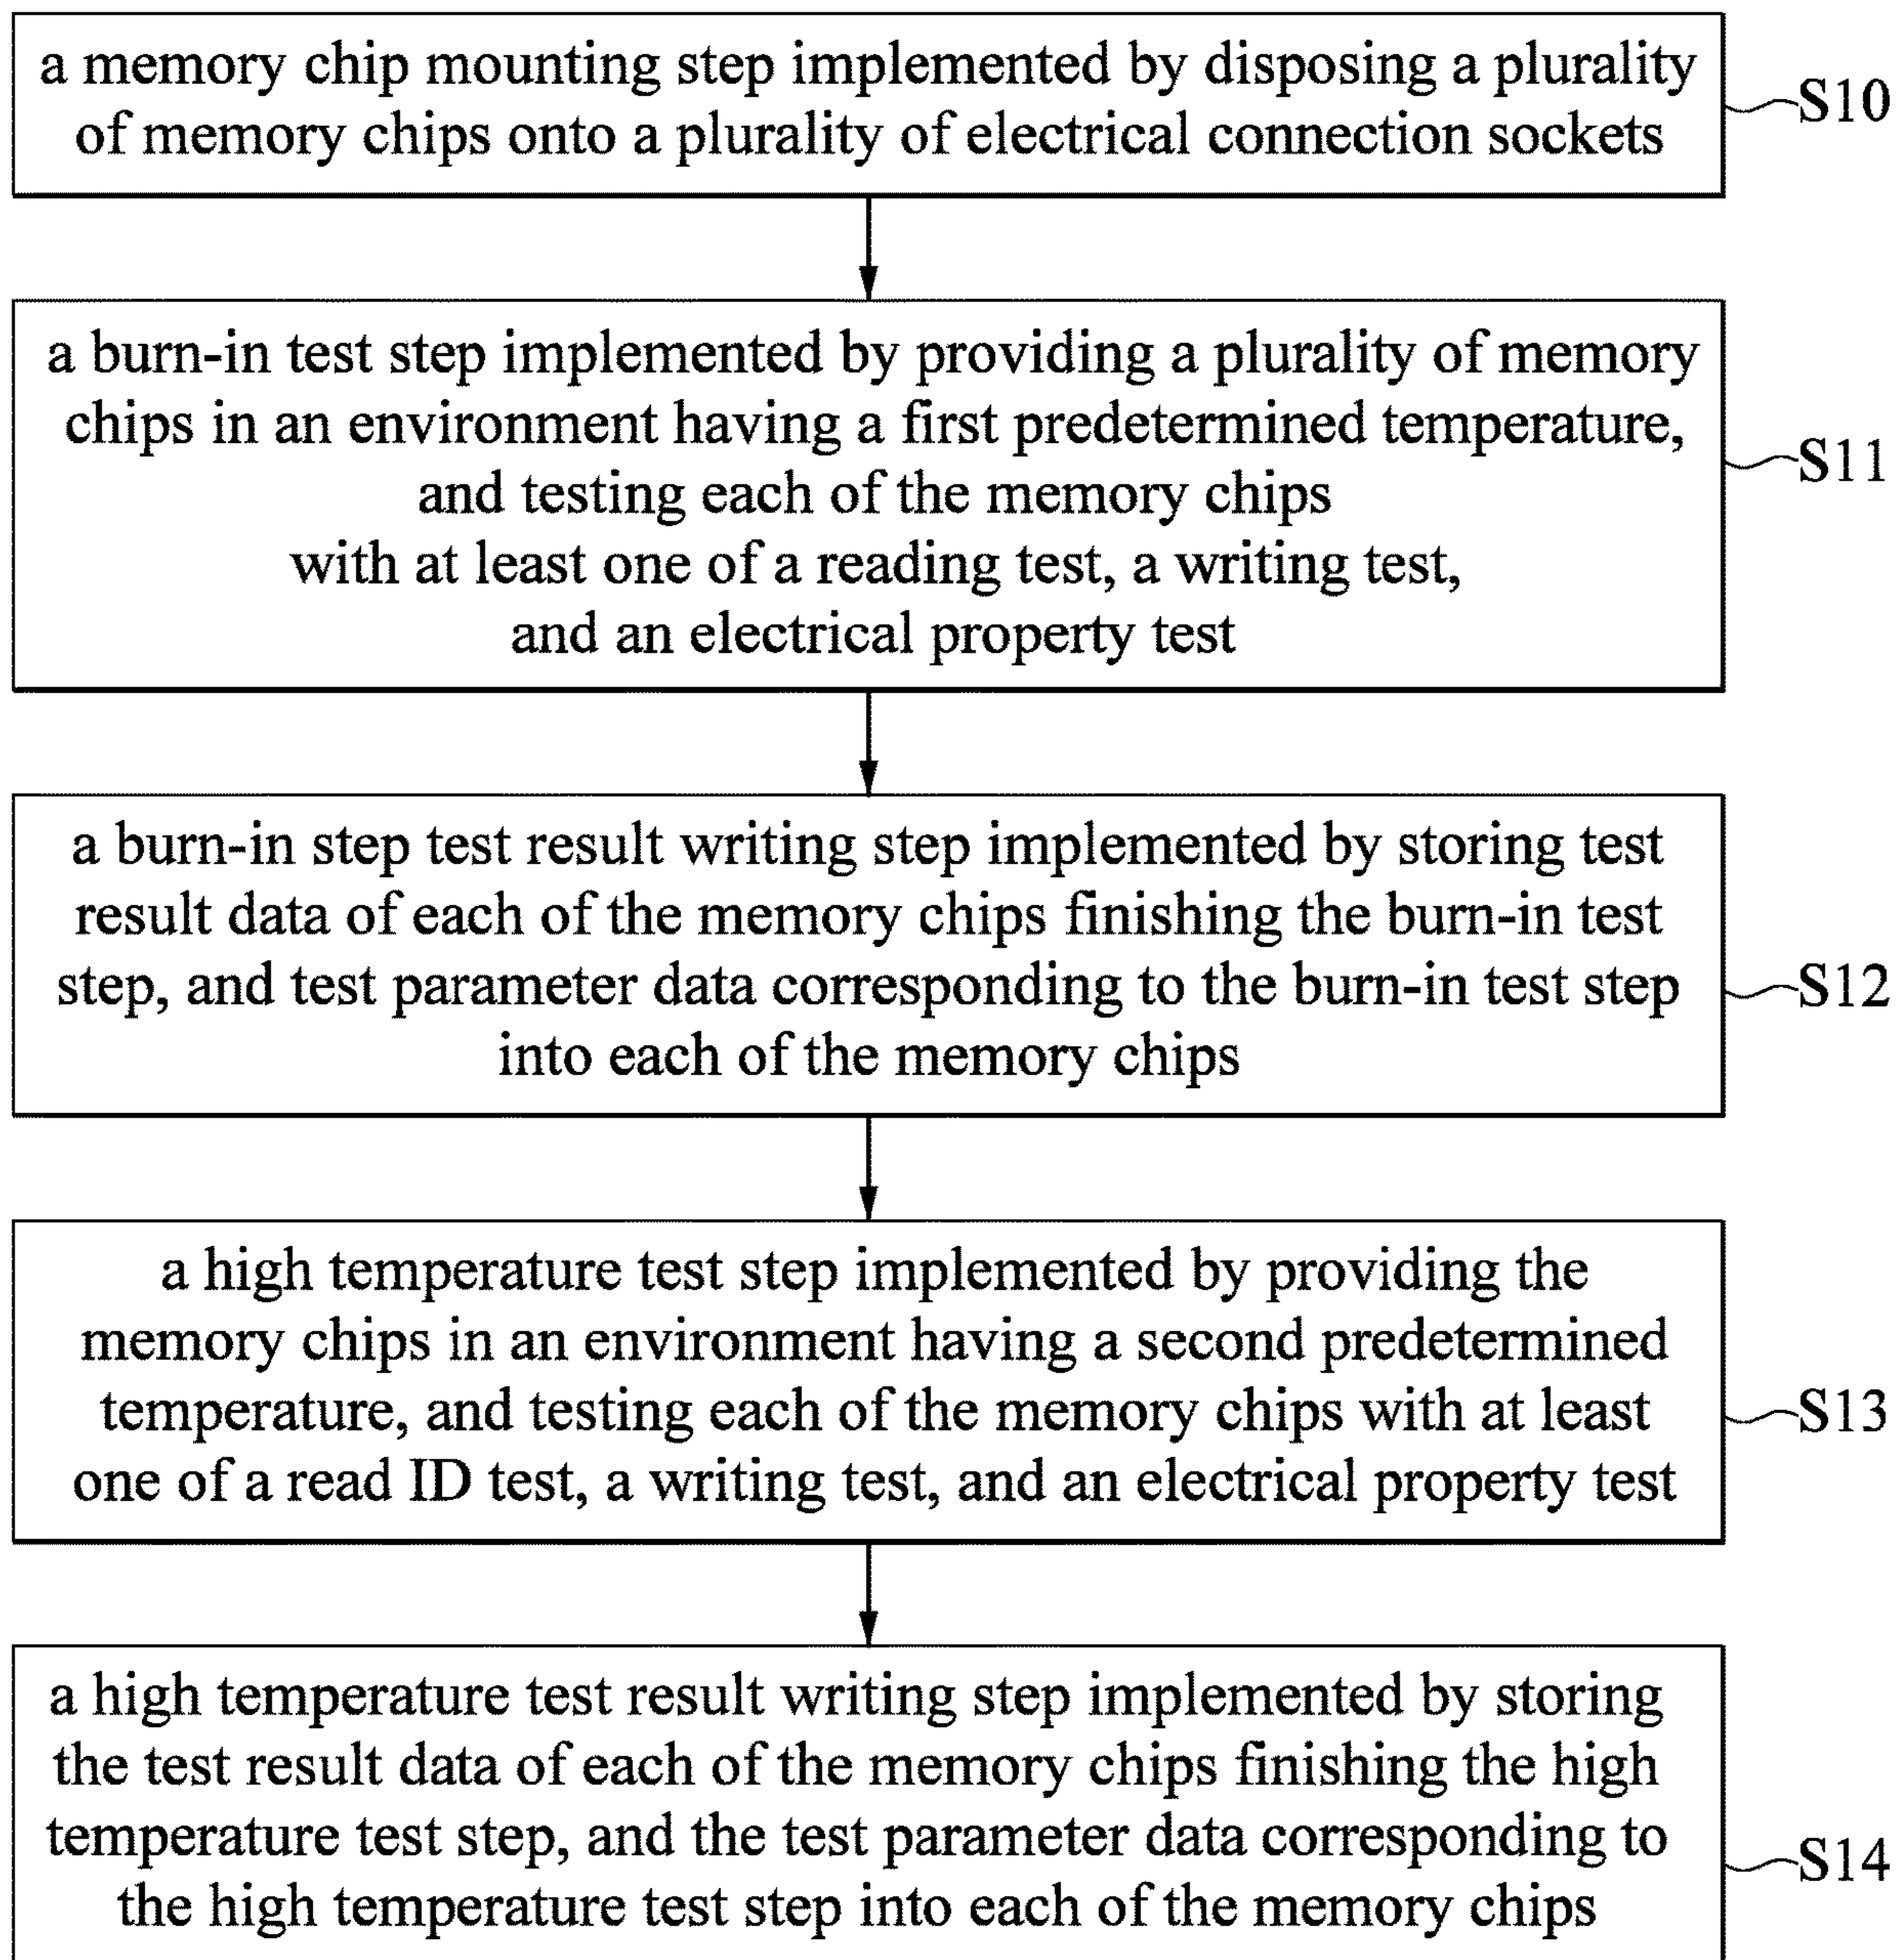 a memory chip mounting step implemented by disposing a plurality
of memory chips onto a plurality of electrical connection sockets
S10
a burn-in test step implemented by providing a plurality of memory
chips in an environment having a first predetermined temperature,
and testing each of the memory chips
with at least one of a reading test, a writing test,
and an electrical property test
S11
a burn-in step test result writing step implemented by storing test
result data of each of the memory chips finishing the burn-in test
step, and test parameter data corresponding to the burn-in test step
into each of the memory chips
S12
a high temperature test step implemented by providing the
memory chips in an environment having a second predetermined
temperature, and testing each of the memory chips with at least
one of a read ID test, a writing test, and an electrical property test
S13
a high temperature test result writing step implemented by storing
the test result data of each of the memory chips finishing the high
temperature test step, and the test parameter data corresponding to
the high temperature test step into each of the memory chips
S14